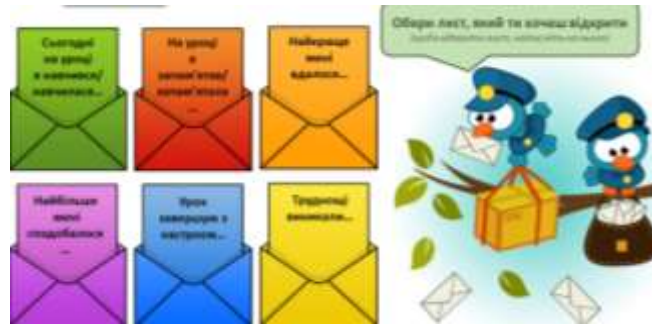 Сьогодні
на уроці
я навчився/
навчилася...
На уроці
я
запам'ятав/
запам'ятала
...
Найкраще
мені
вдалося...
Обери лист, який ти хочеш відкрити
Найбільше
мені
сподобалося
...
Урок
завершую з
настроєм...
Труднощі
виникали...